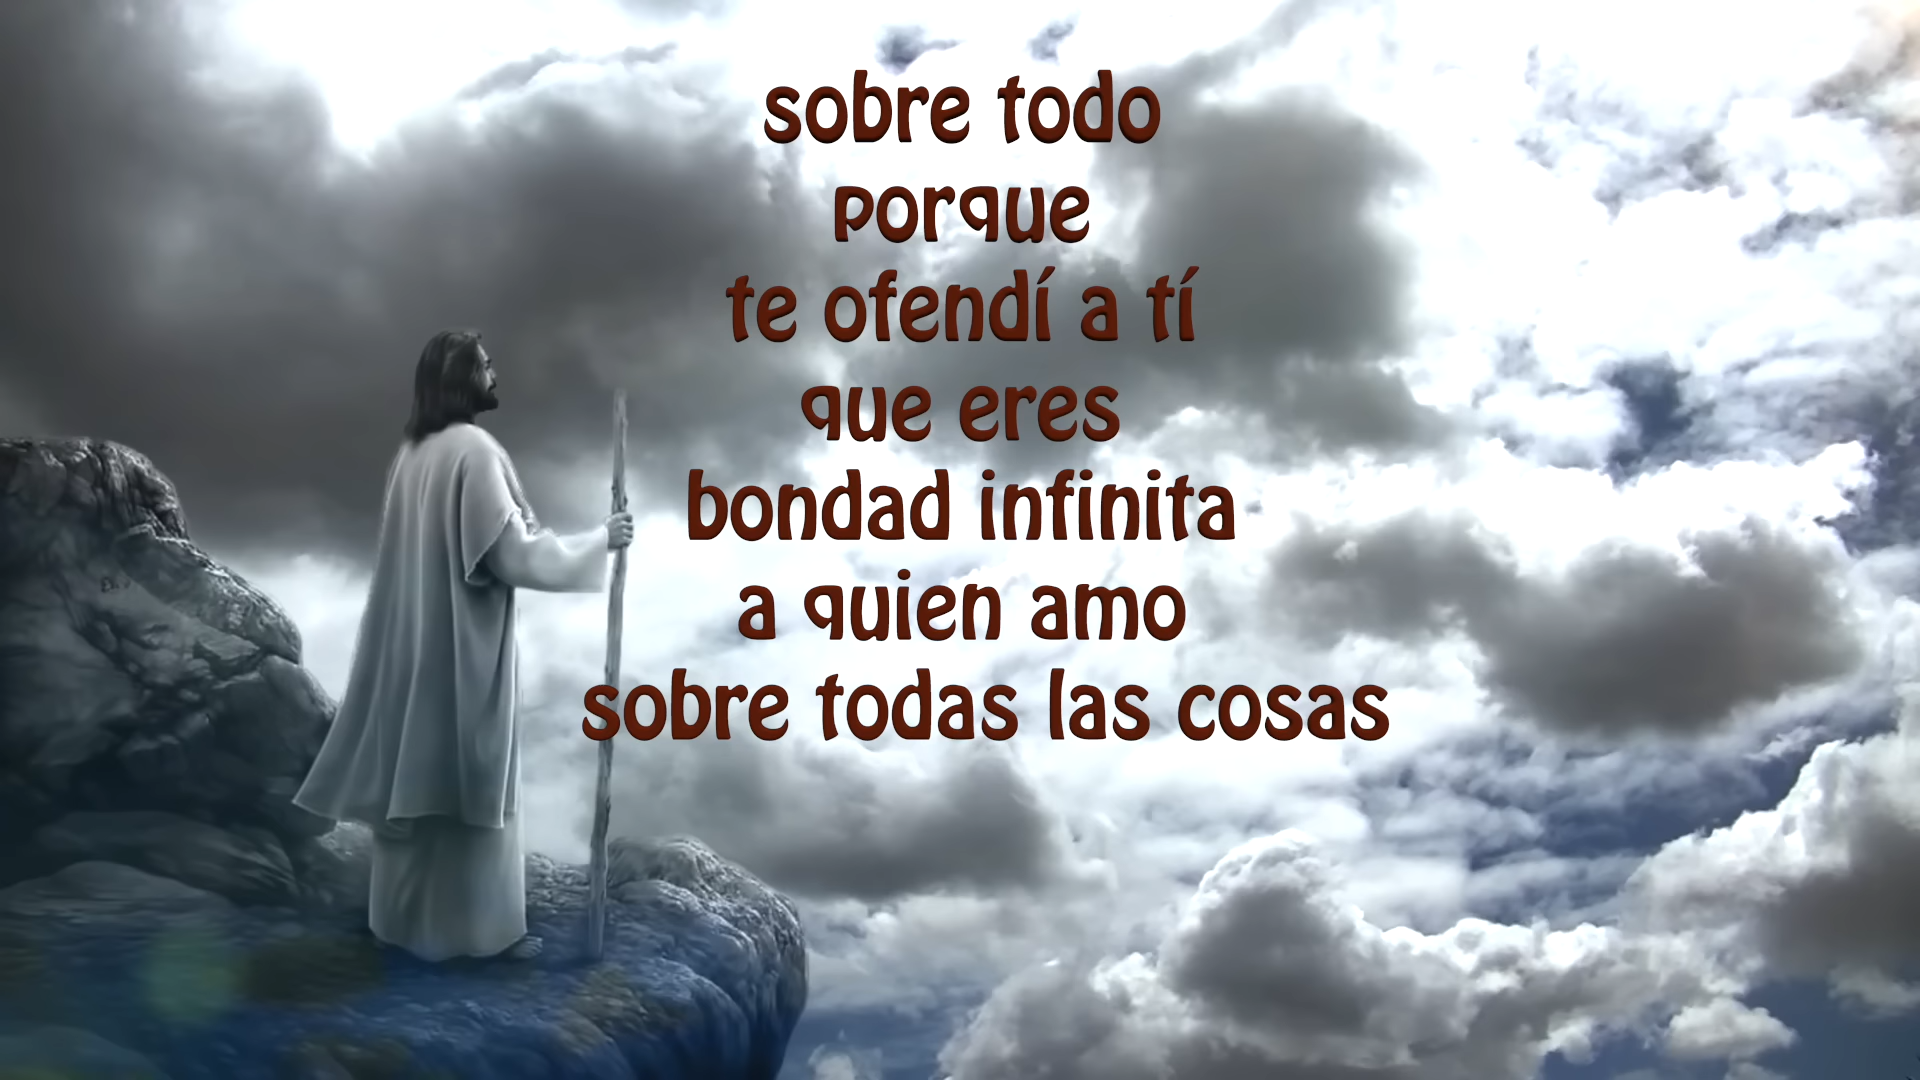 sobre todo
porque
te ofendí a tí
que eres
bondad infinita
a quien amo
sobre todas las cosas